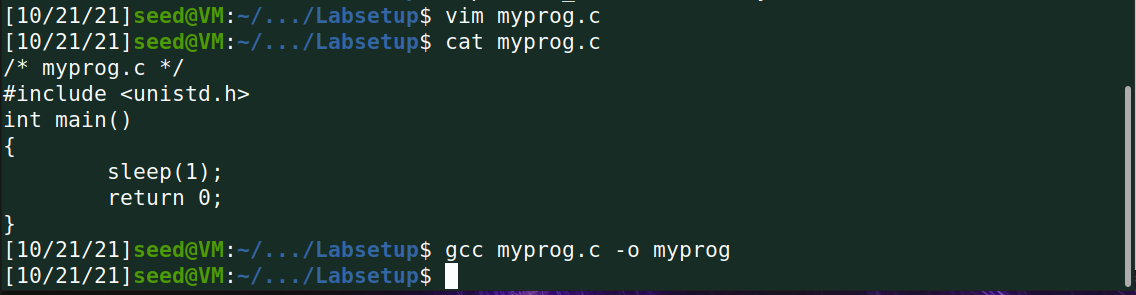 [10/21/21]seed@VM:~/.../Labsetup$ vim myprog.c
[10/21/21]seed@VM:~/.../Labsetup$ cat myprog.c
/* myprog.c */
#include <unistd.h>
int main()
{
        sleep(1);
        return 0;
}
[10/21/21]seed@VM:~/.../Labsetup$ gcc myprog.c -o myprog
[10/21/21]seed@VM:~/.../Labsetup$